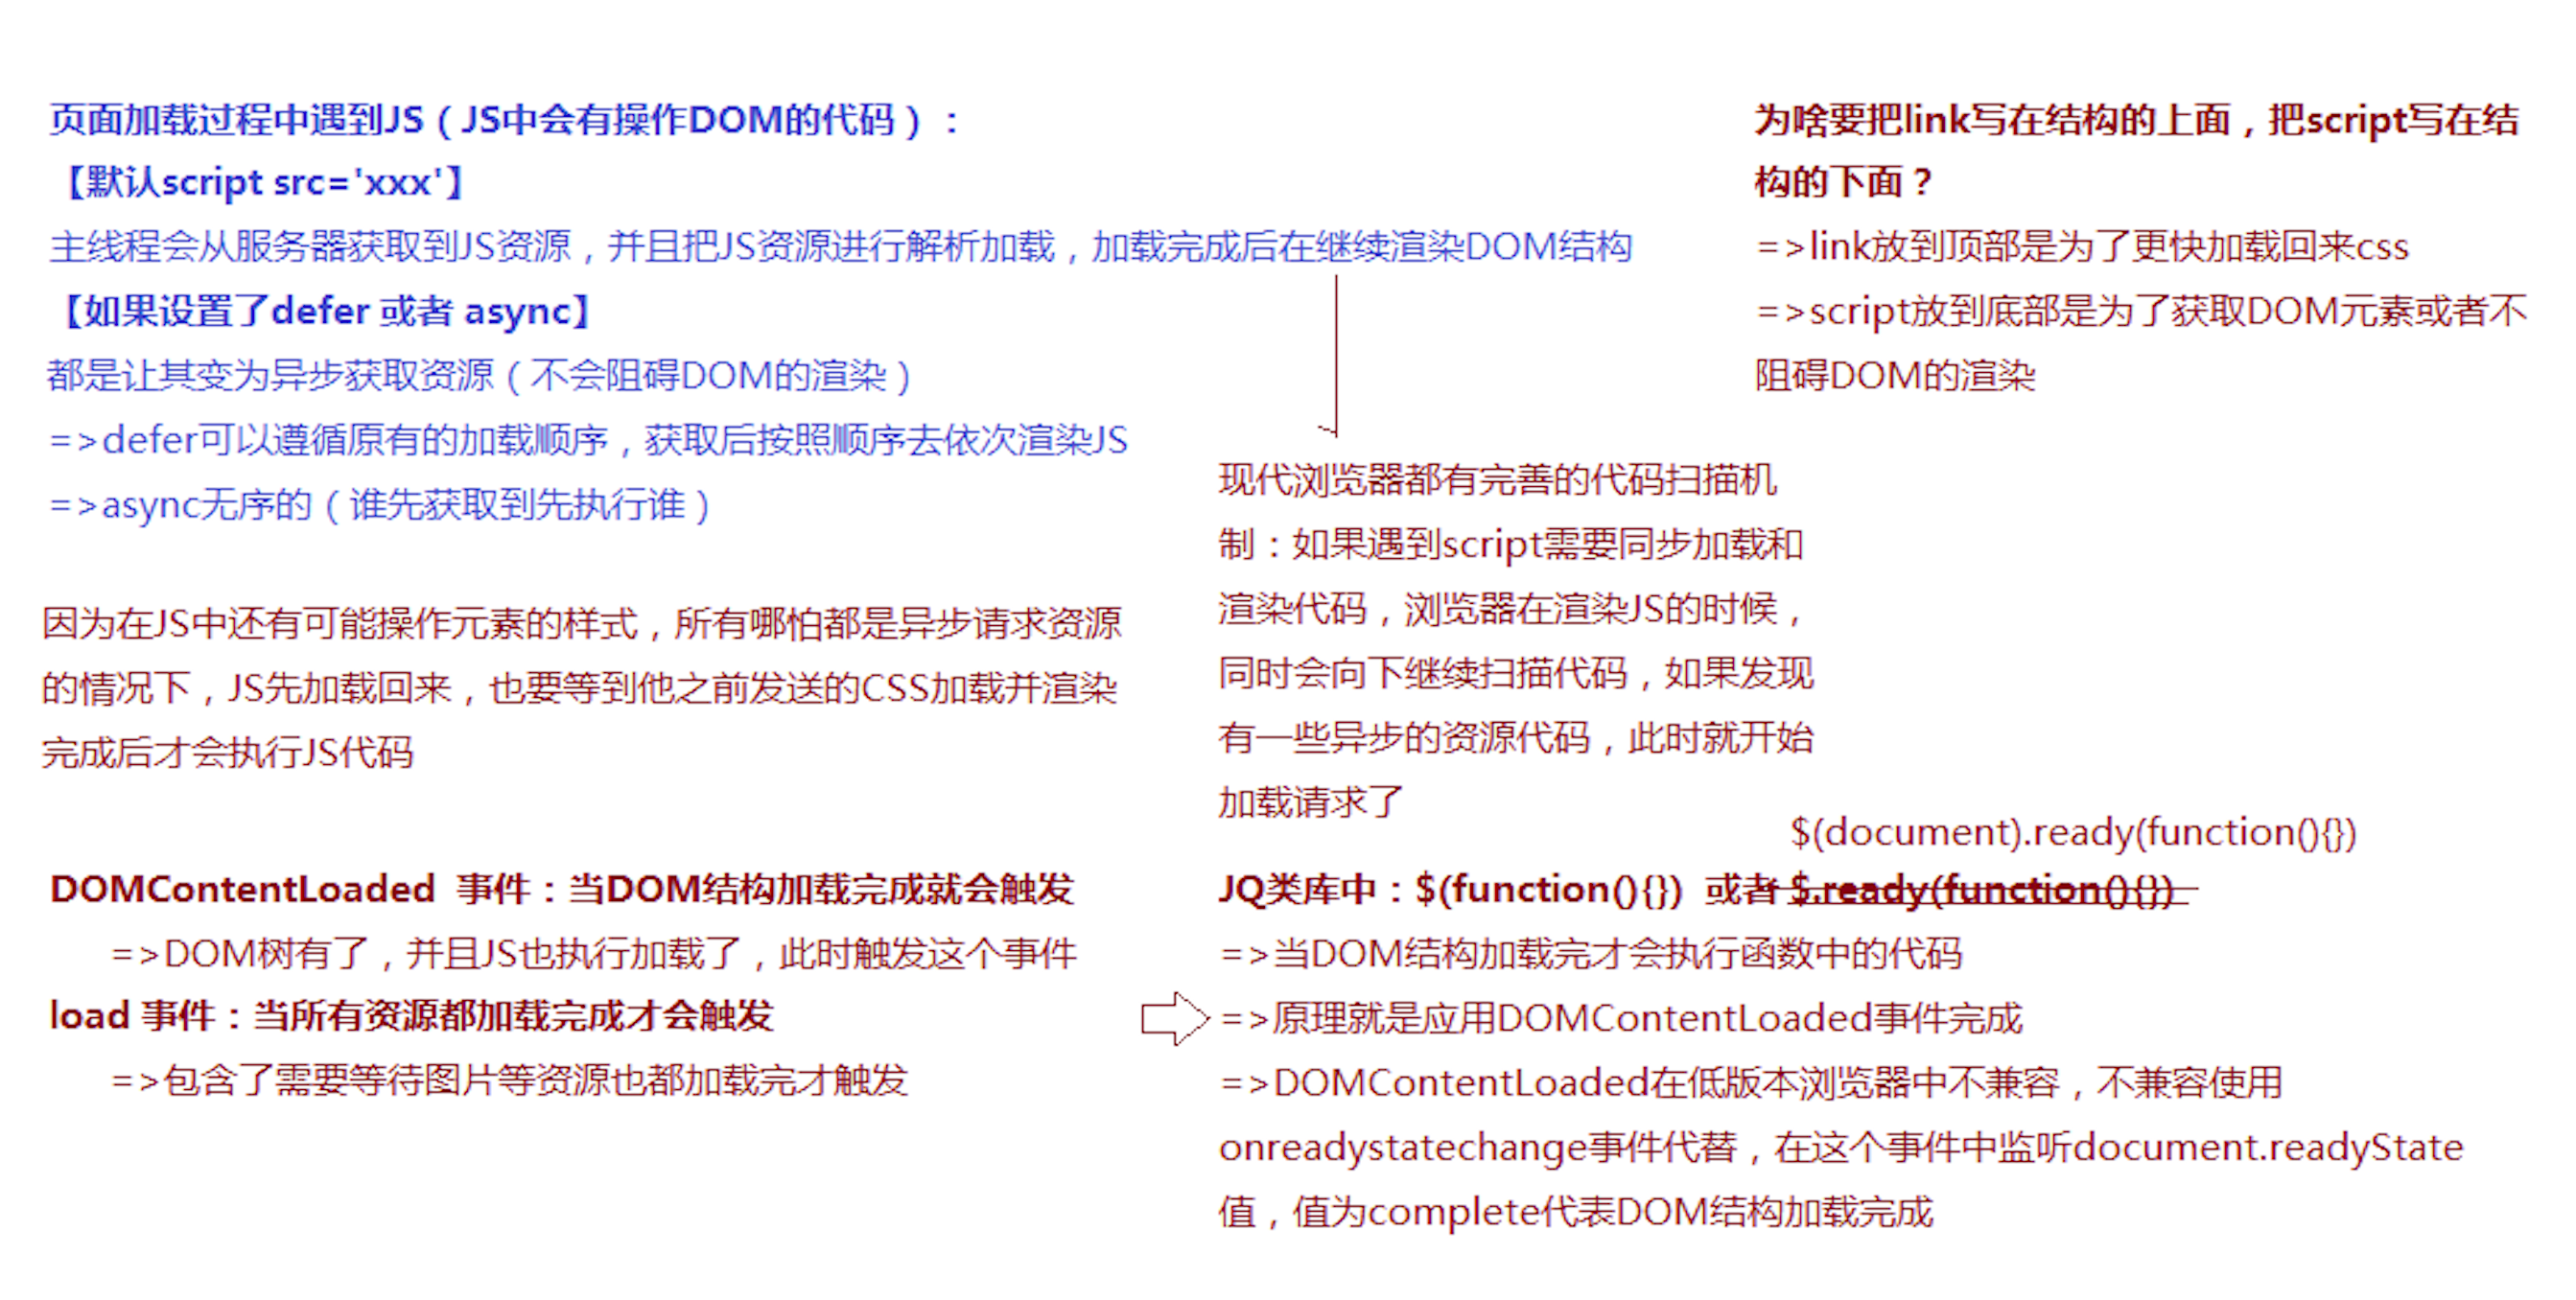 页面加载过程中遇到JS（JS中会有操作DOM的代码）：
【默认script src='xxx'】
主线程会从服务器获取到JS资源，并且把JS资源进行解析加载，加载完成后在继续渲染DOM结构
【如果设置了defer 或者 async】
都是让其变为异步获取资源（不会阻碍DOM的渲染）
=>defer可以遵循原有的加载顺序，获取后按照顺序去依次渲染JS
=>async无序的（谁先获取到先执行谁）
为啥要把link写在结构的上面，把script写在结
构的下面？
=>link放到顶部是为了更快加载回来css
=>script放到底部是为了获取DOM元素或者不
阻碍DOM的渲染
现代浏览器都有完善的代码扫描机
制：如果遇到script需要同步加载和
渲染代码，浏览器在渲染JS的时候，
同时会向下继续扫描代码，如果发现
有一些异步的资源代码，此时就开始
加载请求了
因为在JS中还有可能操作元素的样式，所有哪怕都是异步请求资源
的情况下，JS先加载回来，也要等到他之前发送的CSS加载并渲染
完成后才会执行JS代码
DOMContentLoaded 事件：当DOM结构加载完成就会触发
=>DOM树有了，并且JS也执行加载了，此时触发这个事件
load 事件：当所有资源都加载完成才会触发
=>包含了需要等待图片等资源也都加载完才触发
$(document).ready(function(){})
JQ类库中：$(function(){}) 或者 $.ready(function(){})
=>当DOM结构加载完才会执行函数中的代码
=>原理就是应用DOMContentLoaded事件完成
=>DOMContentLoaded在低版本浏览器中不兼容，不兼容使用
onreadystatechange事件代替，在这个事件中监听document.readyState
值，值为complete代表DOM结构加载完成